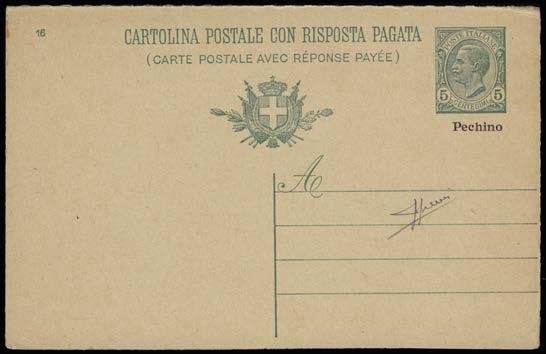 16
CARTOLINA POSTALE CON RISPOSTA PAGATA
(CARTE POSTALE AVEC RÉPONSE PAYÉE)
POSTE ITALIANE
5 CENTESIMI 5
Pechino
A